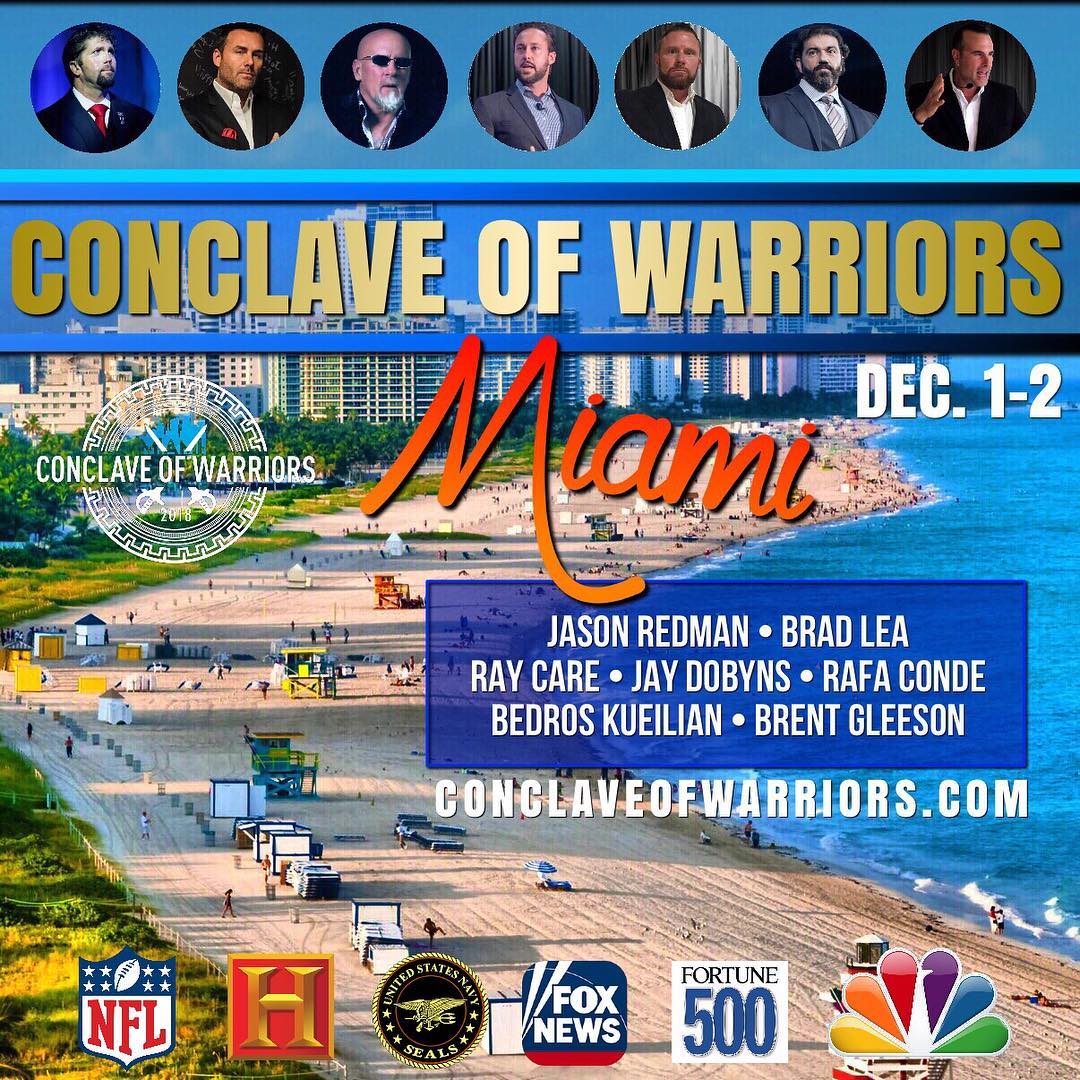 CONCLAVE OF WARRIORS
DEC. 1-2
Miami
CONCLAVE OF WARRIORS
2018
JASON REDMAN • BRAD LEA
RAY CARE • JAY DOBYNS • RAFA CONDE
BEDROS KUEILIAN • BRENT GLEESON
CONCLAVEOFWARRIORS.COM
NFL
H
UNITED STATES NAVY
SEALS
FOX
NEWS
FORTUNE
500